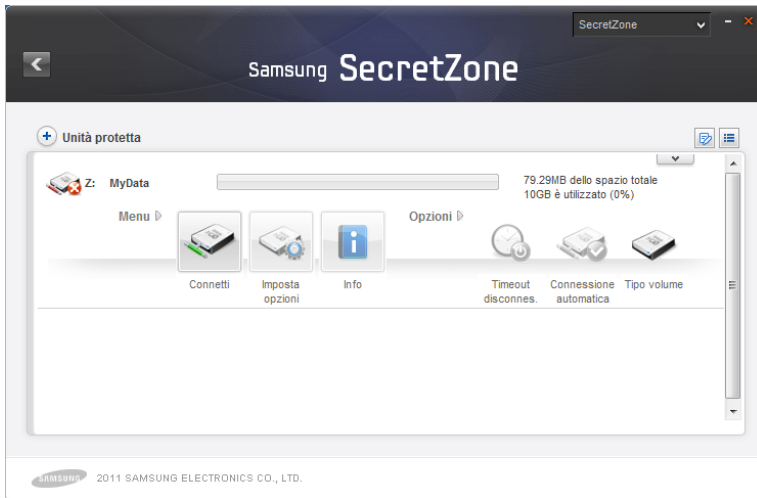 SecretZone
Samsung SecretZone
Unità protetta
Z: MyData
79.29MB dello spazio totale
10GB è utilizzato (0%)
Menu
Opzioni
Connetti
Imposta
opzioni
Info
Timeout
disconnes.
Connessione
automatica
Tipo volume
SAMSUNG 2011 SAMSUNG ELECTRONICS CO., LTD.